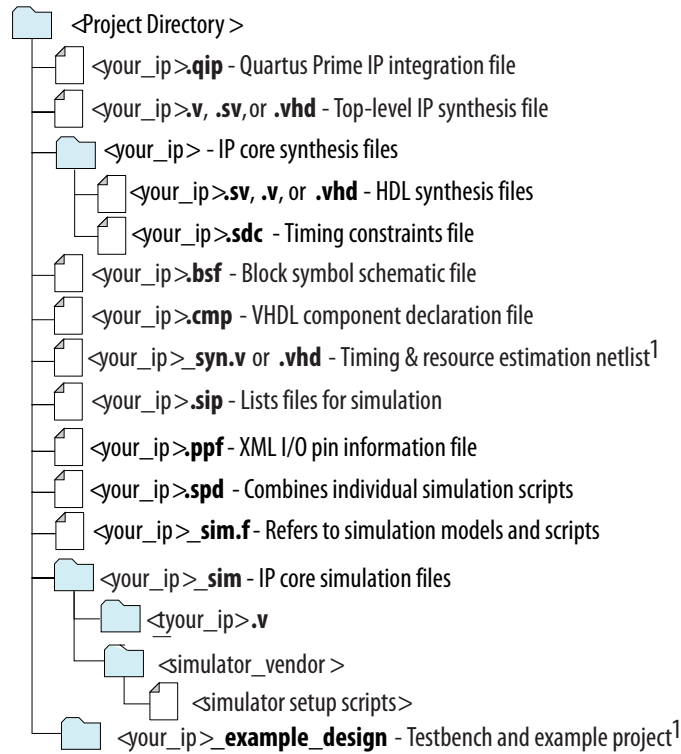 <Project Directory >
<your_ip>.qip - Quartus Prime IP integration file
<your_ip>.v, .sv, or .vhd - Top-level IP synthesis file
<your_ip> - IP core synthesis files
<your_ip>.sv, .v, or .vhd - HDL synthesis files
<your_ip>.sdc - Timing constraints file
<your_ip>.bsf - Block symbol schematic file
<your_ip>.cmp - VHDL component declaration file
<your_ip>_syn.v or .vhd - Timing & resource estimation netlist1
<your_ip>.sip - Lists files for simulation
<your_ip>.ppf - XML I/O pin information file
<your_ip>.spd - Combines individual simulation scripts
<your_ip>_sim.f - Refers to simulation models and scripts
<your_ip>_sim - IP core simulation files
<tyour_ip>.v
<simulator_vendor >
<simulator setup scripts>
<your_ip>_example_design - Testbench and example project1